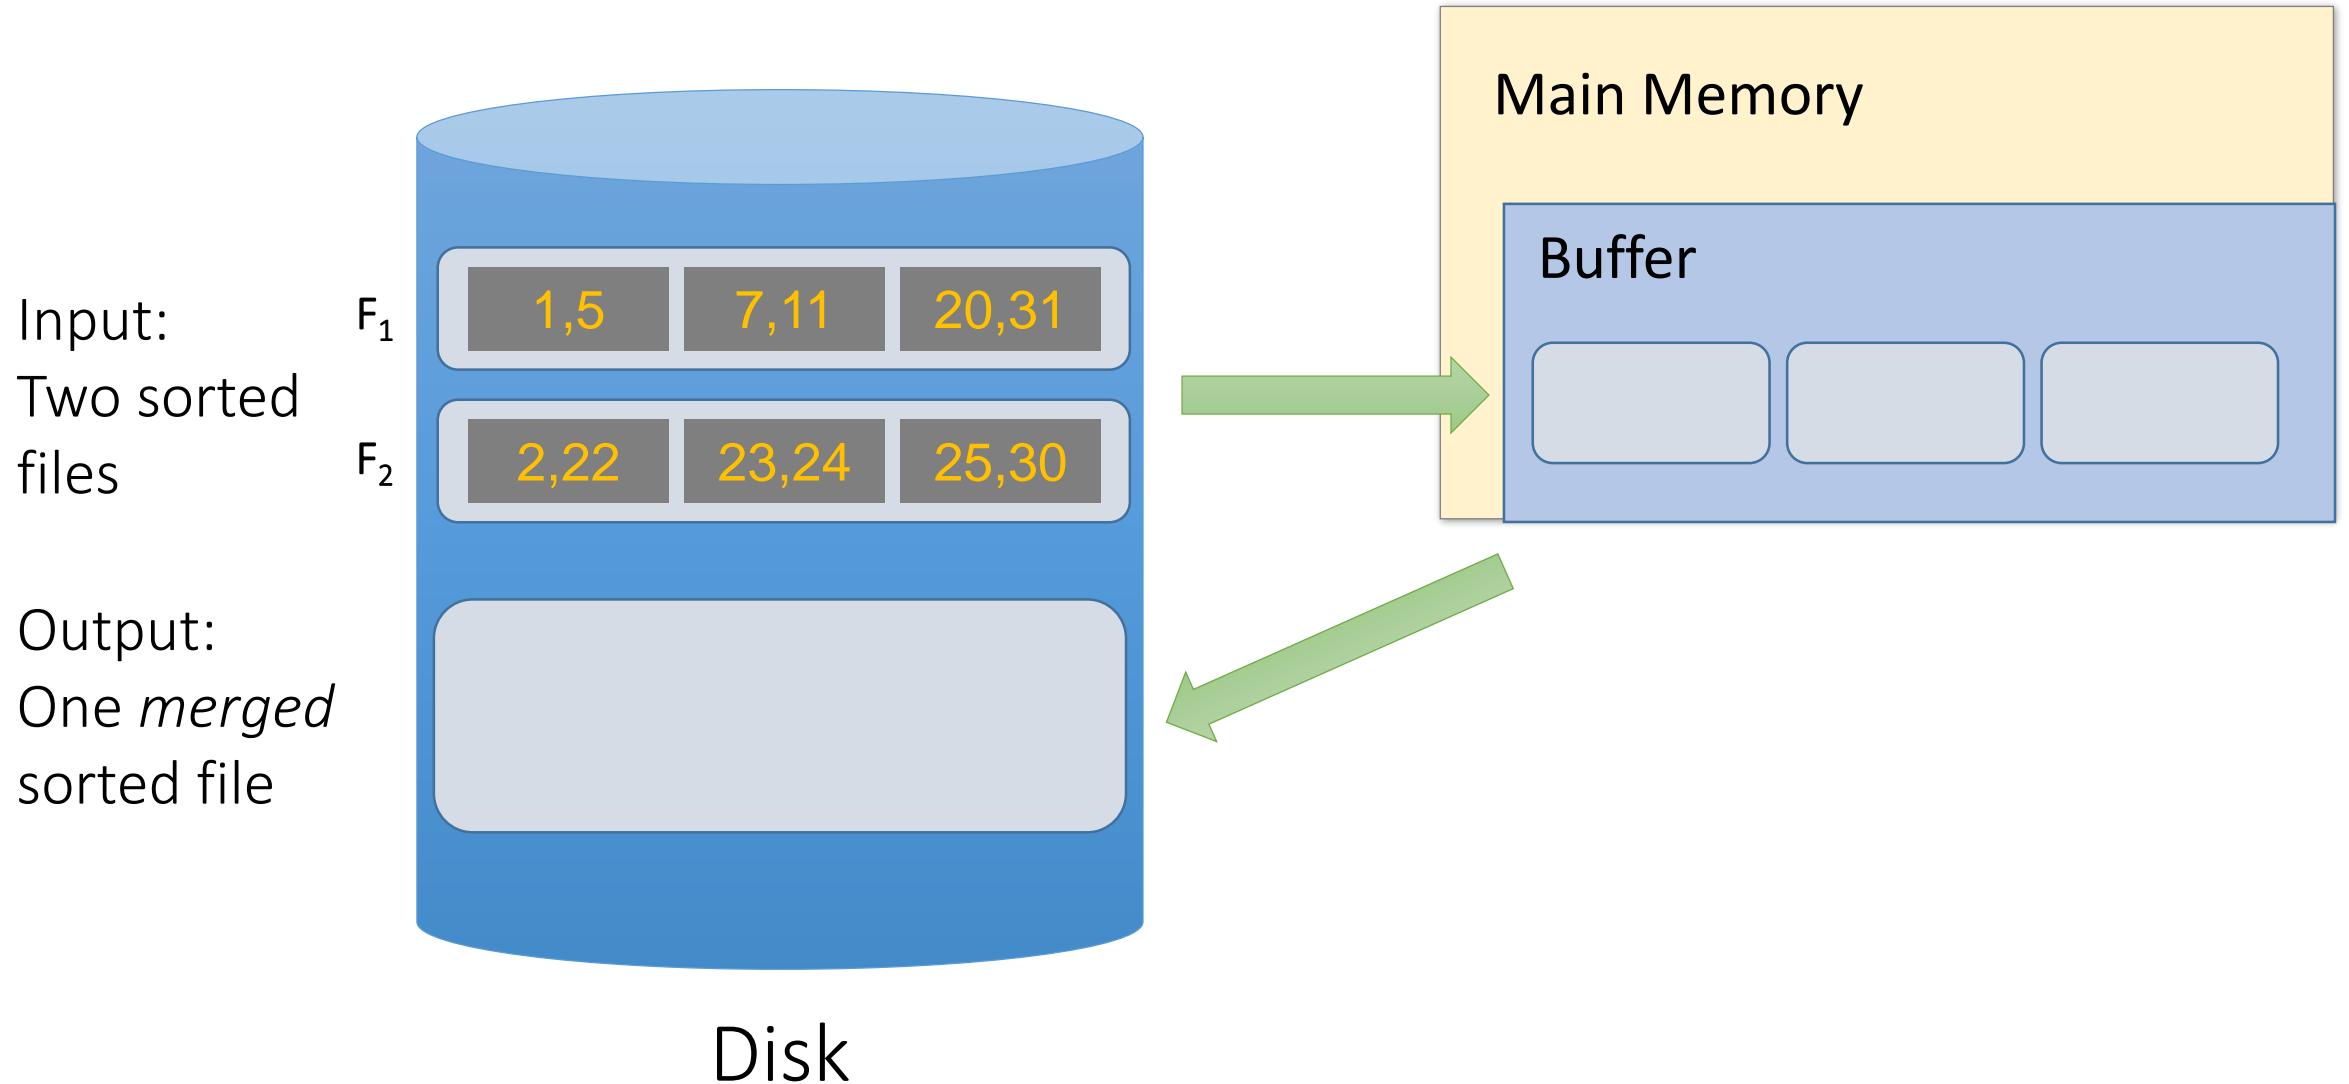 Main Memory
Buffer
Input:
Two sorted
files
F1
1,5 7,11 20,31
F2
2,22 23,24 25,30
Output:
One merged
sorted file
Disk